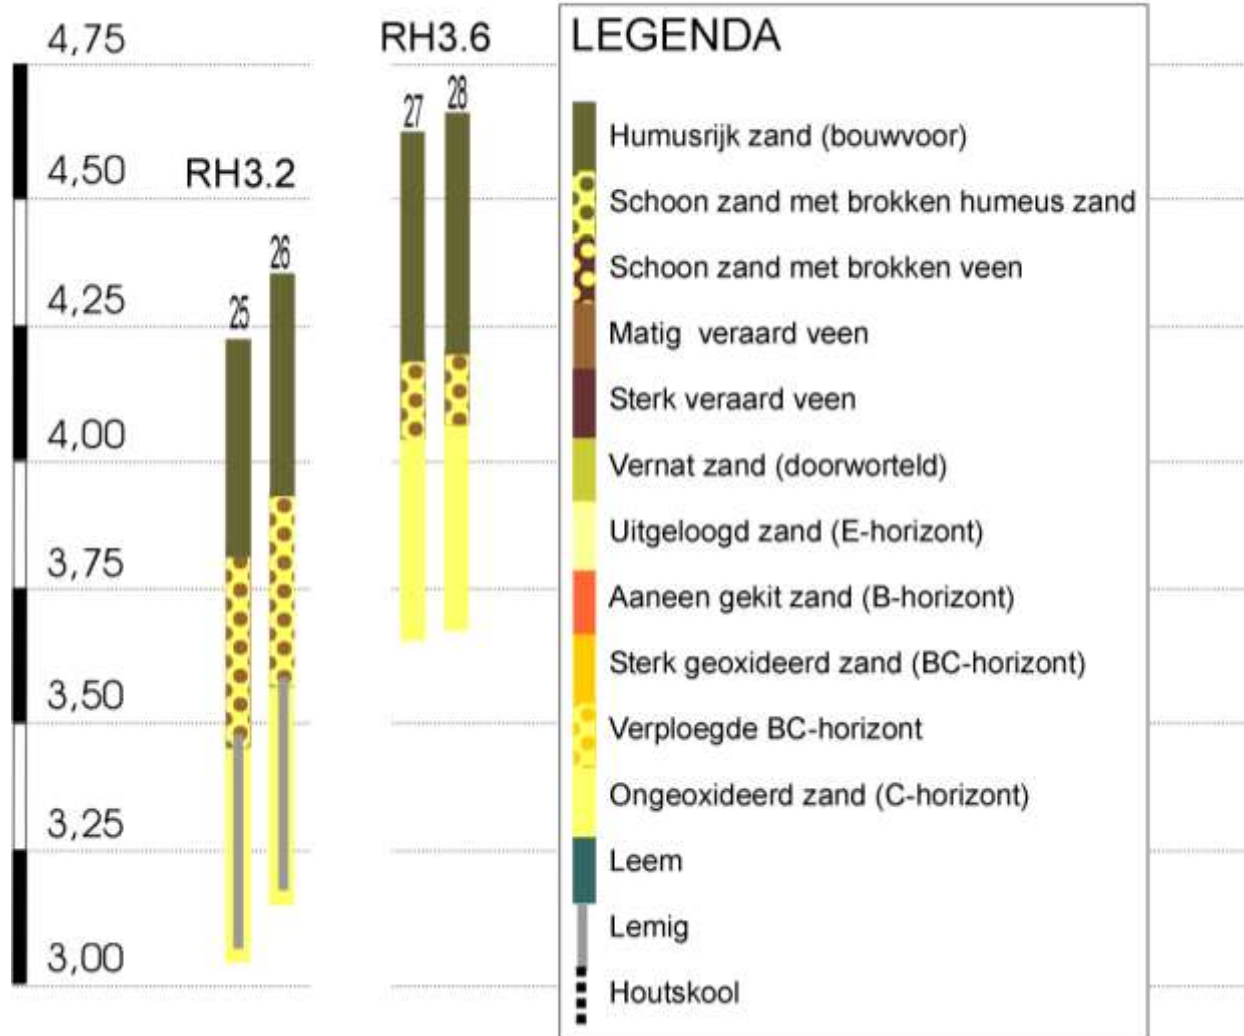 4,75
4,50
4,25
4,00
3,75
3,50
3,25
3,00
RH3.2
25
26
RH3.6
27
28
LEGENDA
Humusrijk zand (bouwvoor)
Schoon zand met brokken humeus zand
Schoon zand met brokken veen
Matig veraard veen
Sterk veraard veen
Vernat zand (doorworteld)
Uitgeloogd zand (E-horizont)
Aaneen gekit zand (B-horizont)
Sterk geoxideerd zand (BC-horizont)
Verploegde BC-horizont
Ongeoxideerd zand (C-horizont)
Leem
Lemig
Houtskool